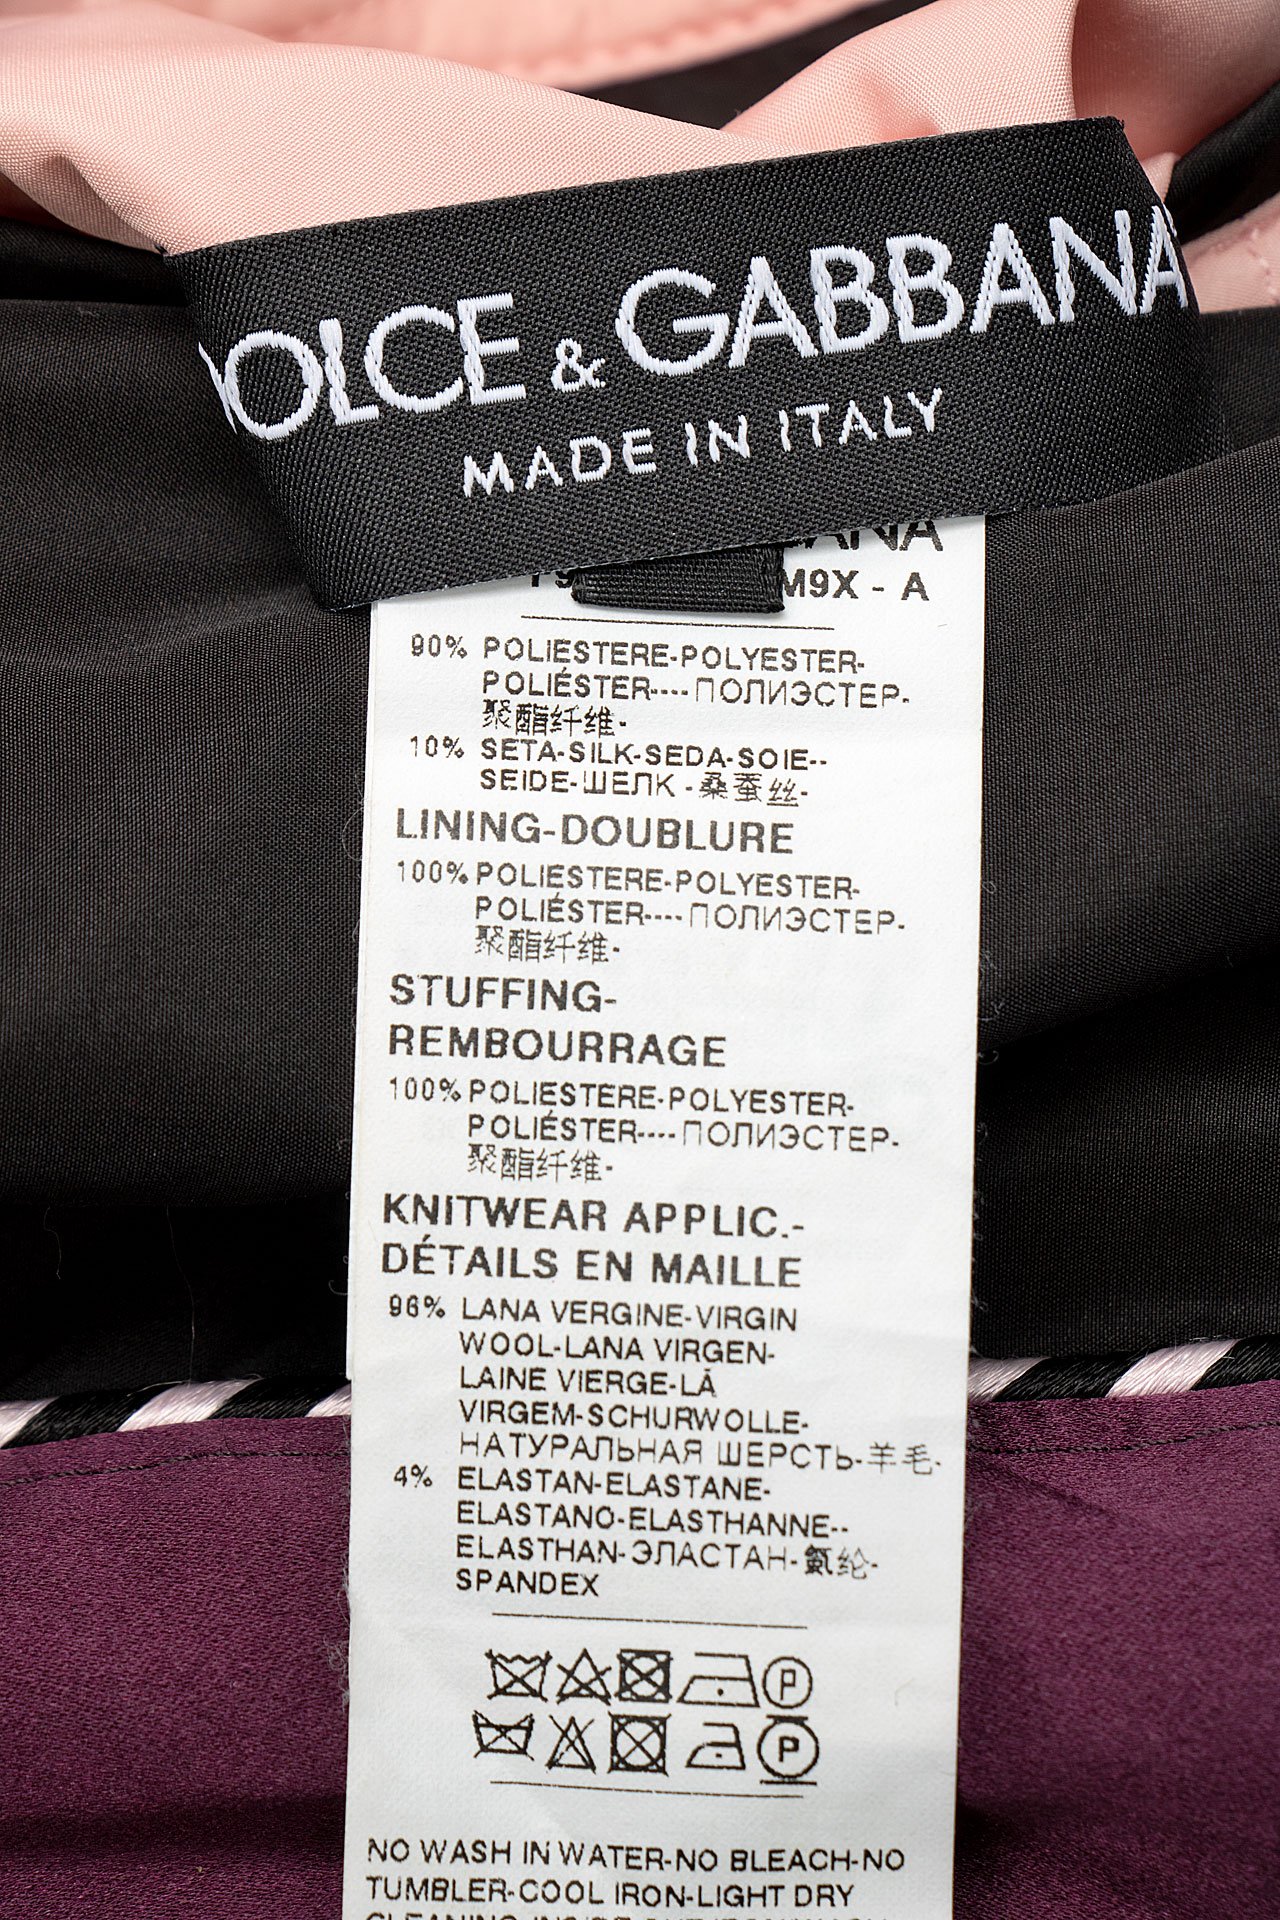 DOLCE & GABBANA
MADE IN ITALY
M9X - A
90% POLIESTERE-POLYESTER-
POLIÉSTER----ПОЛИЭСТЕР-
聚酯纤维-
10% SETA-SILK-SEDA-SOIE--
SEIDE-ШЕЛК -桑蚕丝-
LINING-DOUBLURE
100% POLIESTERE-POLYESTER-
POLIÉSTER----ПОЛИЭСТЕР-
聚酯纤维-
STUFFING-
REMBOURRAGE
100% POLIESTERE-POLYESTER-
POLIÉSTER----ПОЛИЭСТЕР-
聚酯纤维-
KNITWEAR APPLIC.-
DÉTAILS EN MAILLE
96% LANA VERGINE-VIRGIN
WOOL-LANA VIRGEN-
LAINE VIERGE-LÃ
VIRGEM-SCHURWOLLE-
НАТУРАЛЬНАЯ ШЕРСТЬ-羊毛-
4% ELASTAN-ELASTANE-
ELASTANO-ELASTHANNE--
ELASTHAN-ЭЛАСТАН-氨纶-
SPANDEX
P
P
NO WASH IN WATER-NO BLEACH-NO
TUMBLER-COOL IRON-LIGHT DRY